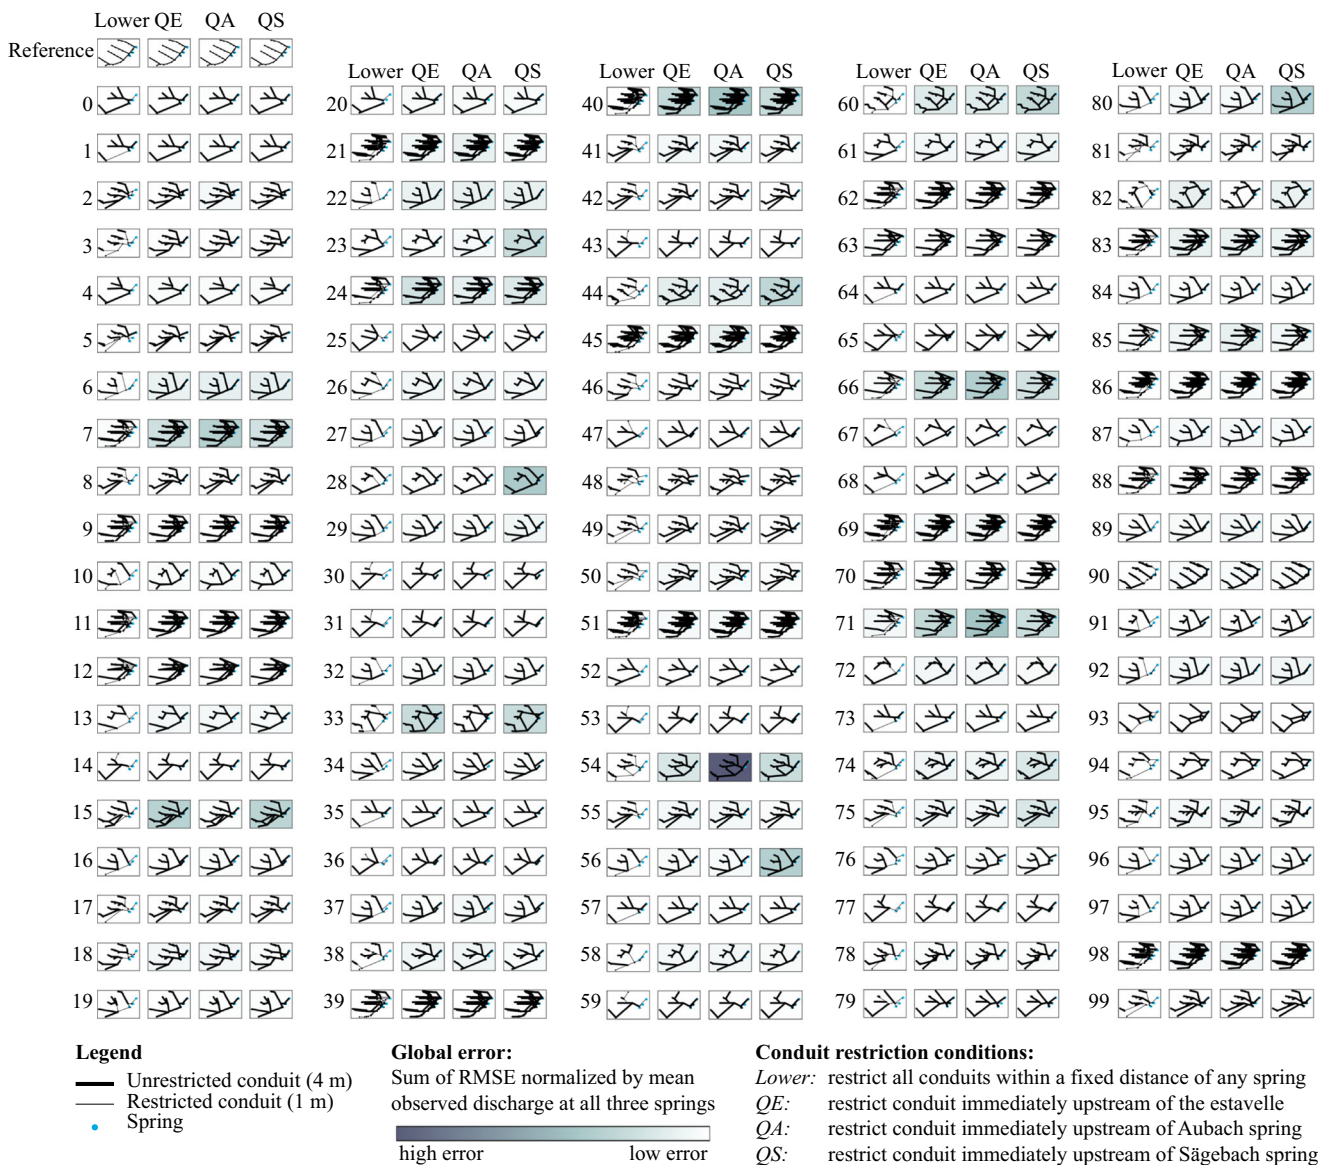 Lower QE QA QS
Reference
Lower QE QA QS
Lower QE QA QS
Lower QE QA QS
Lower QE QA QS
0 20 40 60 80
1 21 41 61 81
2 22 42 62 82
3 23 43 63 83
4 24 44 64 84
5 25 45 65 85
6 26 46 66 86
7 27 47 67 87
8 28 48 68 88
9 29 49 69 89
10 30 50 70 90
11 31 51 71 91
12 32 52 72 92
13 33 53 73 93
14 34 54 74 94
15 35 55 75 95
16 36 56 76 96
17 37 57 77 97
18 38 58 78 98
19 39 59 79 99
Legend
Unrestricted conduit (4 m)
Restricted conduit (1 m)
Spring
Global error:
Sum of RMSE normalized by mean
observed discharge at all three springs
high error low error
Conduit restriction conditions:
Lower: restrict all conduits within a fixed distance of any spring
QE: restrict conduit immediately upstream of the estavelle
QA: restrict conduit immediately upstream of Aubach spring
QS: restrict conduit immediately upstream of Sägebach spring